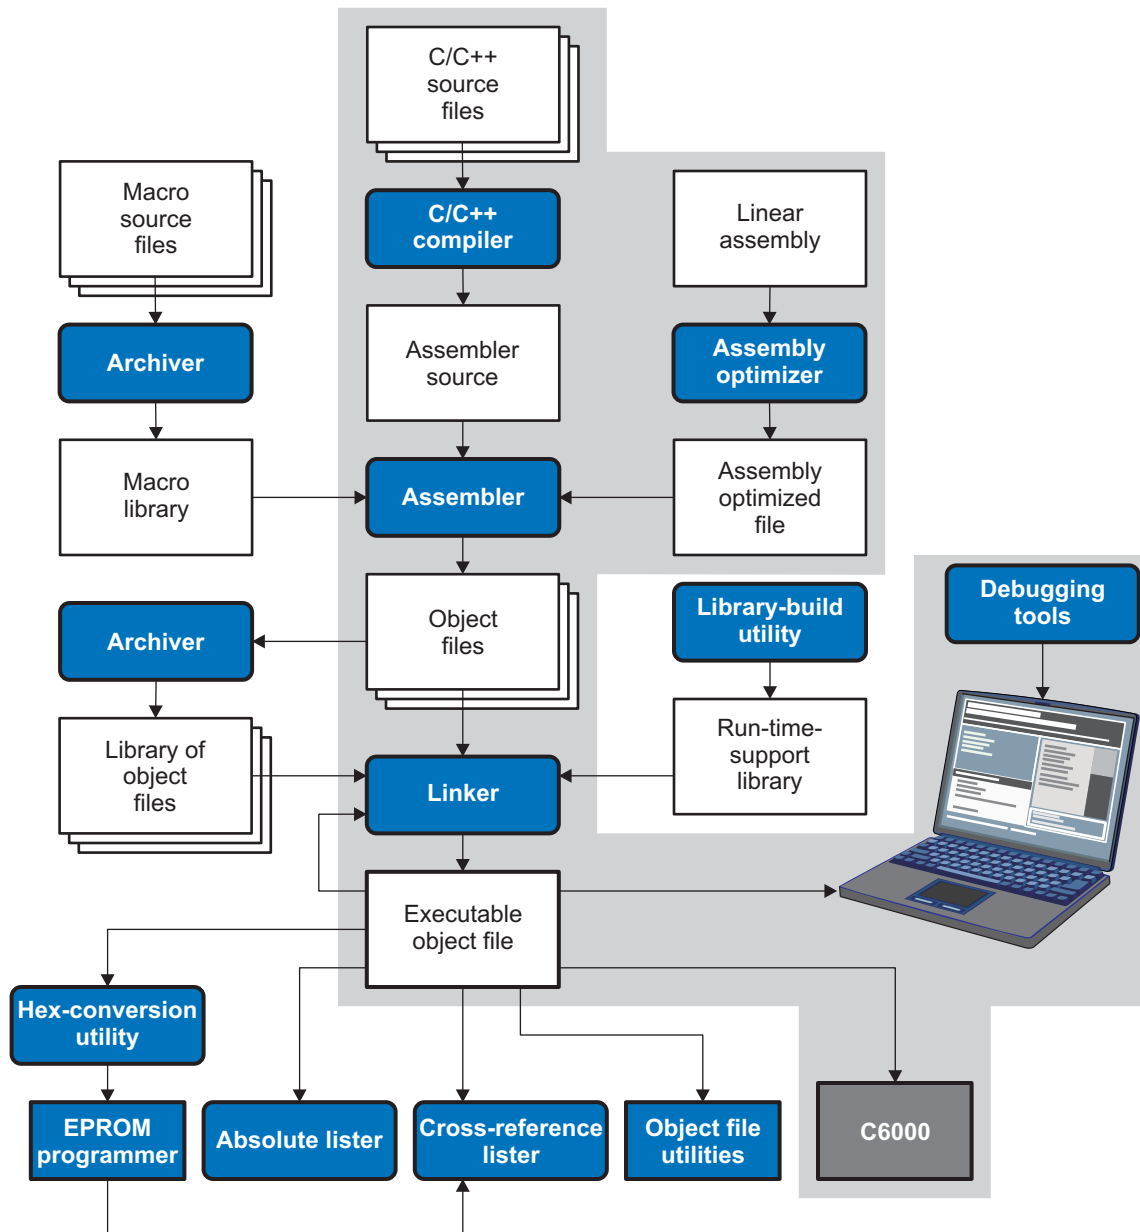 C/C++
source
files
Macro
source
files
C/C++
compiler
Linear
assembly
Archiver
Assembler
source
Assembly
optimizer
Macro
library
Assembler
Assembly
optimized
file
Archiver
Object
files
Library-build
utility
Debugging
tools
Library of
object
files
Linker
Run-time-
support
library
Executable
object file
Hex-conversion
utility
EPROM
programmer
Absolute lister
Cross-reference
lister
Object file
utilities
C6000